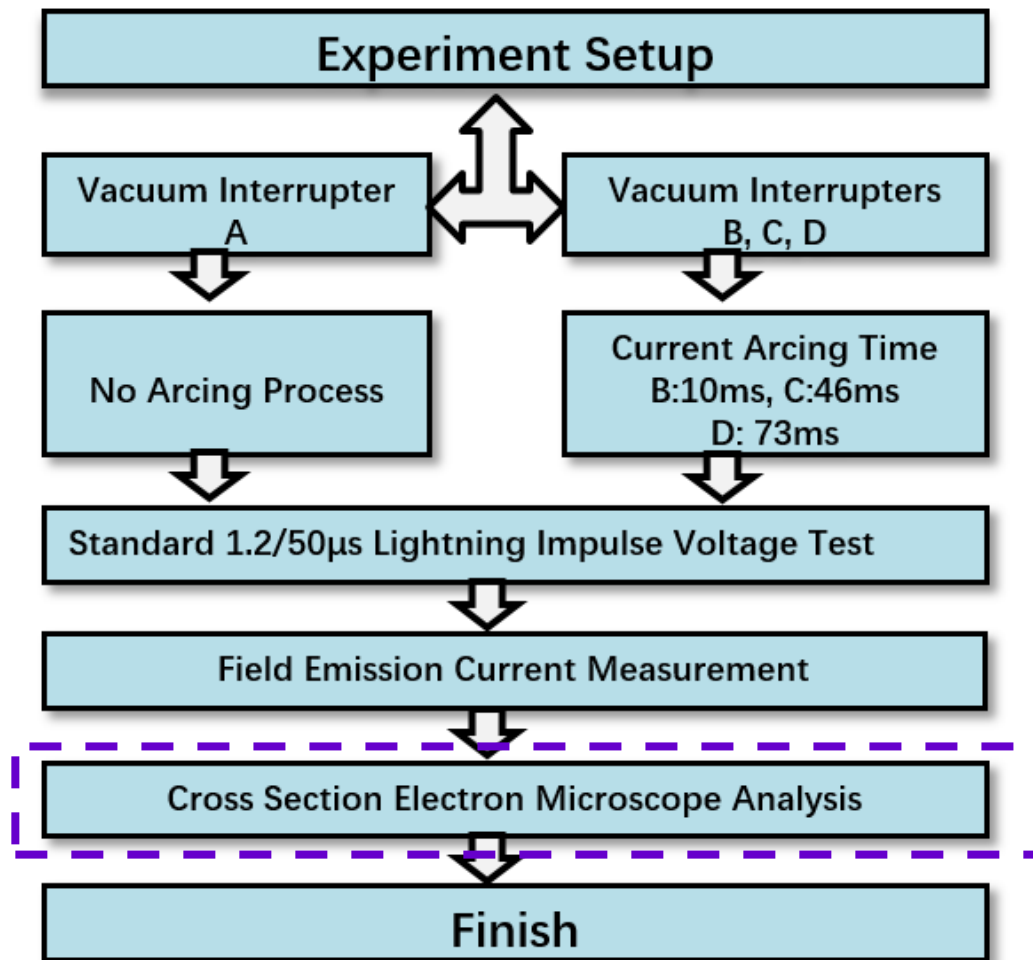 Experiment Setup
Vacuum Interrupter
A
Vacuum Interrupters
B, C, D
No Arcing Process
Current Arcing Time
B:10ms, C:46ms
D: 73ms
Standard 1.2/50μs Lightning Impulse Voltage Test
Field Emission Current Measurement
Cross Section Electron Microscope Analysis
Finish